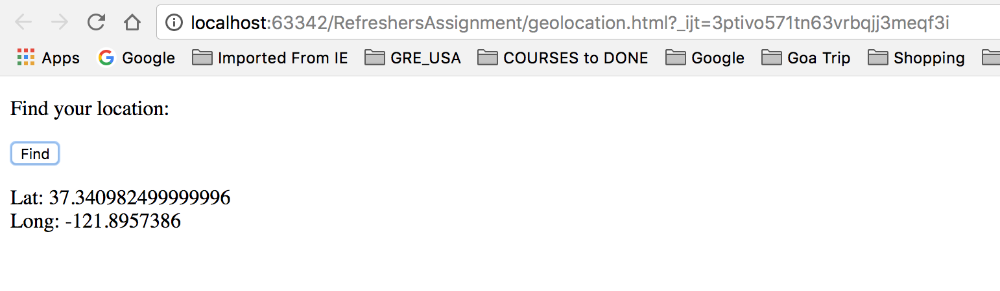 localhost:63342/RefreshersAssignment/geolocation.html?_ijt=3ptivo571tn63vrbqjj3meqf3i
Apps Google Imported From IE GRE_USA COURSES to DONE Google Goa Trip Shopping
Find your location:
Find
Lat: 37.340982499999996
Long: -121.8957386